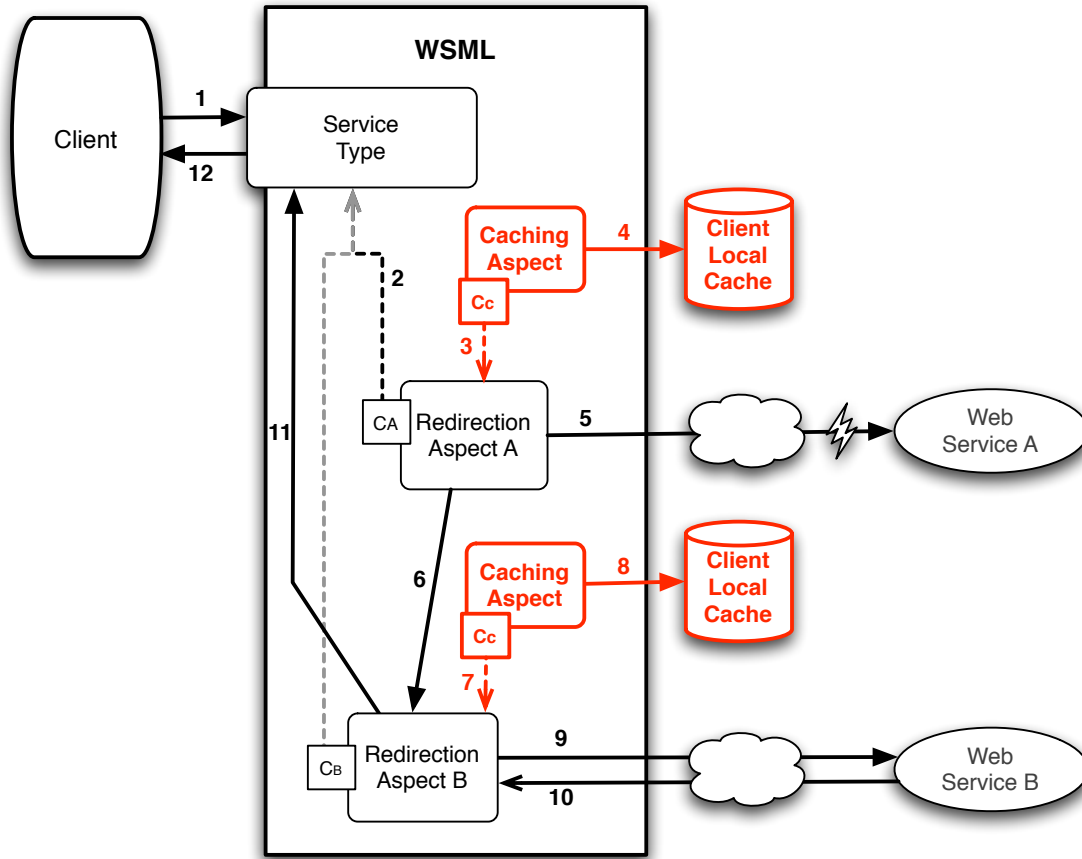 WSML
Client
1
12
Service
Type
2
Caching
Aspect
Cc
3
4
Client
Local
Cache
CA
Redirection
Aspect A
5
Web
Service A
11
6
Caching
Aspect
Cc
7
8
Client
Local
Cache
CB
Redirection
Aspect B
9
10
Web
Service B